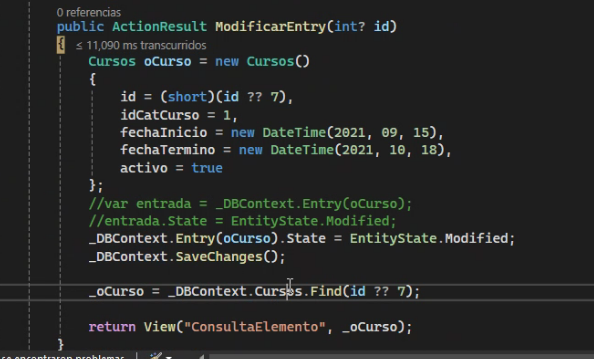 0 referencias
public ActionResult ModificarEntry(int? id)
{ ≤ 11,090 ms transcurridos
Cursos oCurso = new Cursos()
{
id = (short)(id ?? 7),
idCatCurso = 1,
fechaInicio = new DateTime(2021, 09, 15),
fechaTermino = new DateTime(2021, 10, 18),
activo = true
};
//var entrada = _DBContext.Entry(oCurso);
//entrada.State = EntityState.Modified;
_DBContext.Entry(oCurso).State = EntityState.Modified;
_DBContext.SaveChanges();
_oCurso = _DBContext.Cursos.Find(id ?? 7);
return View("ConsultaElemento", _oCurso);
}
se encontraron problemas